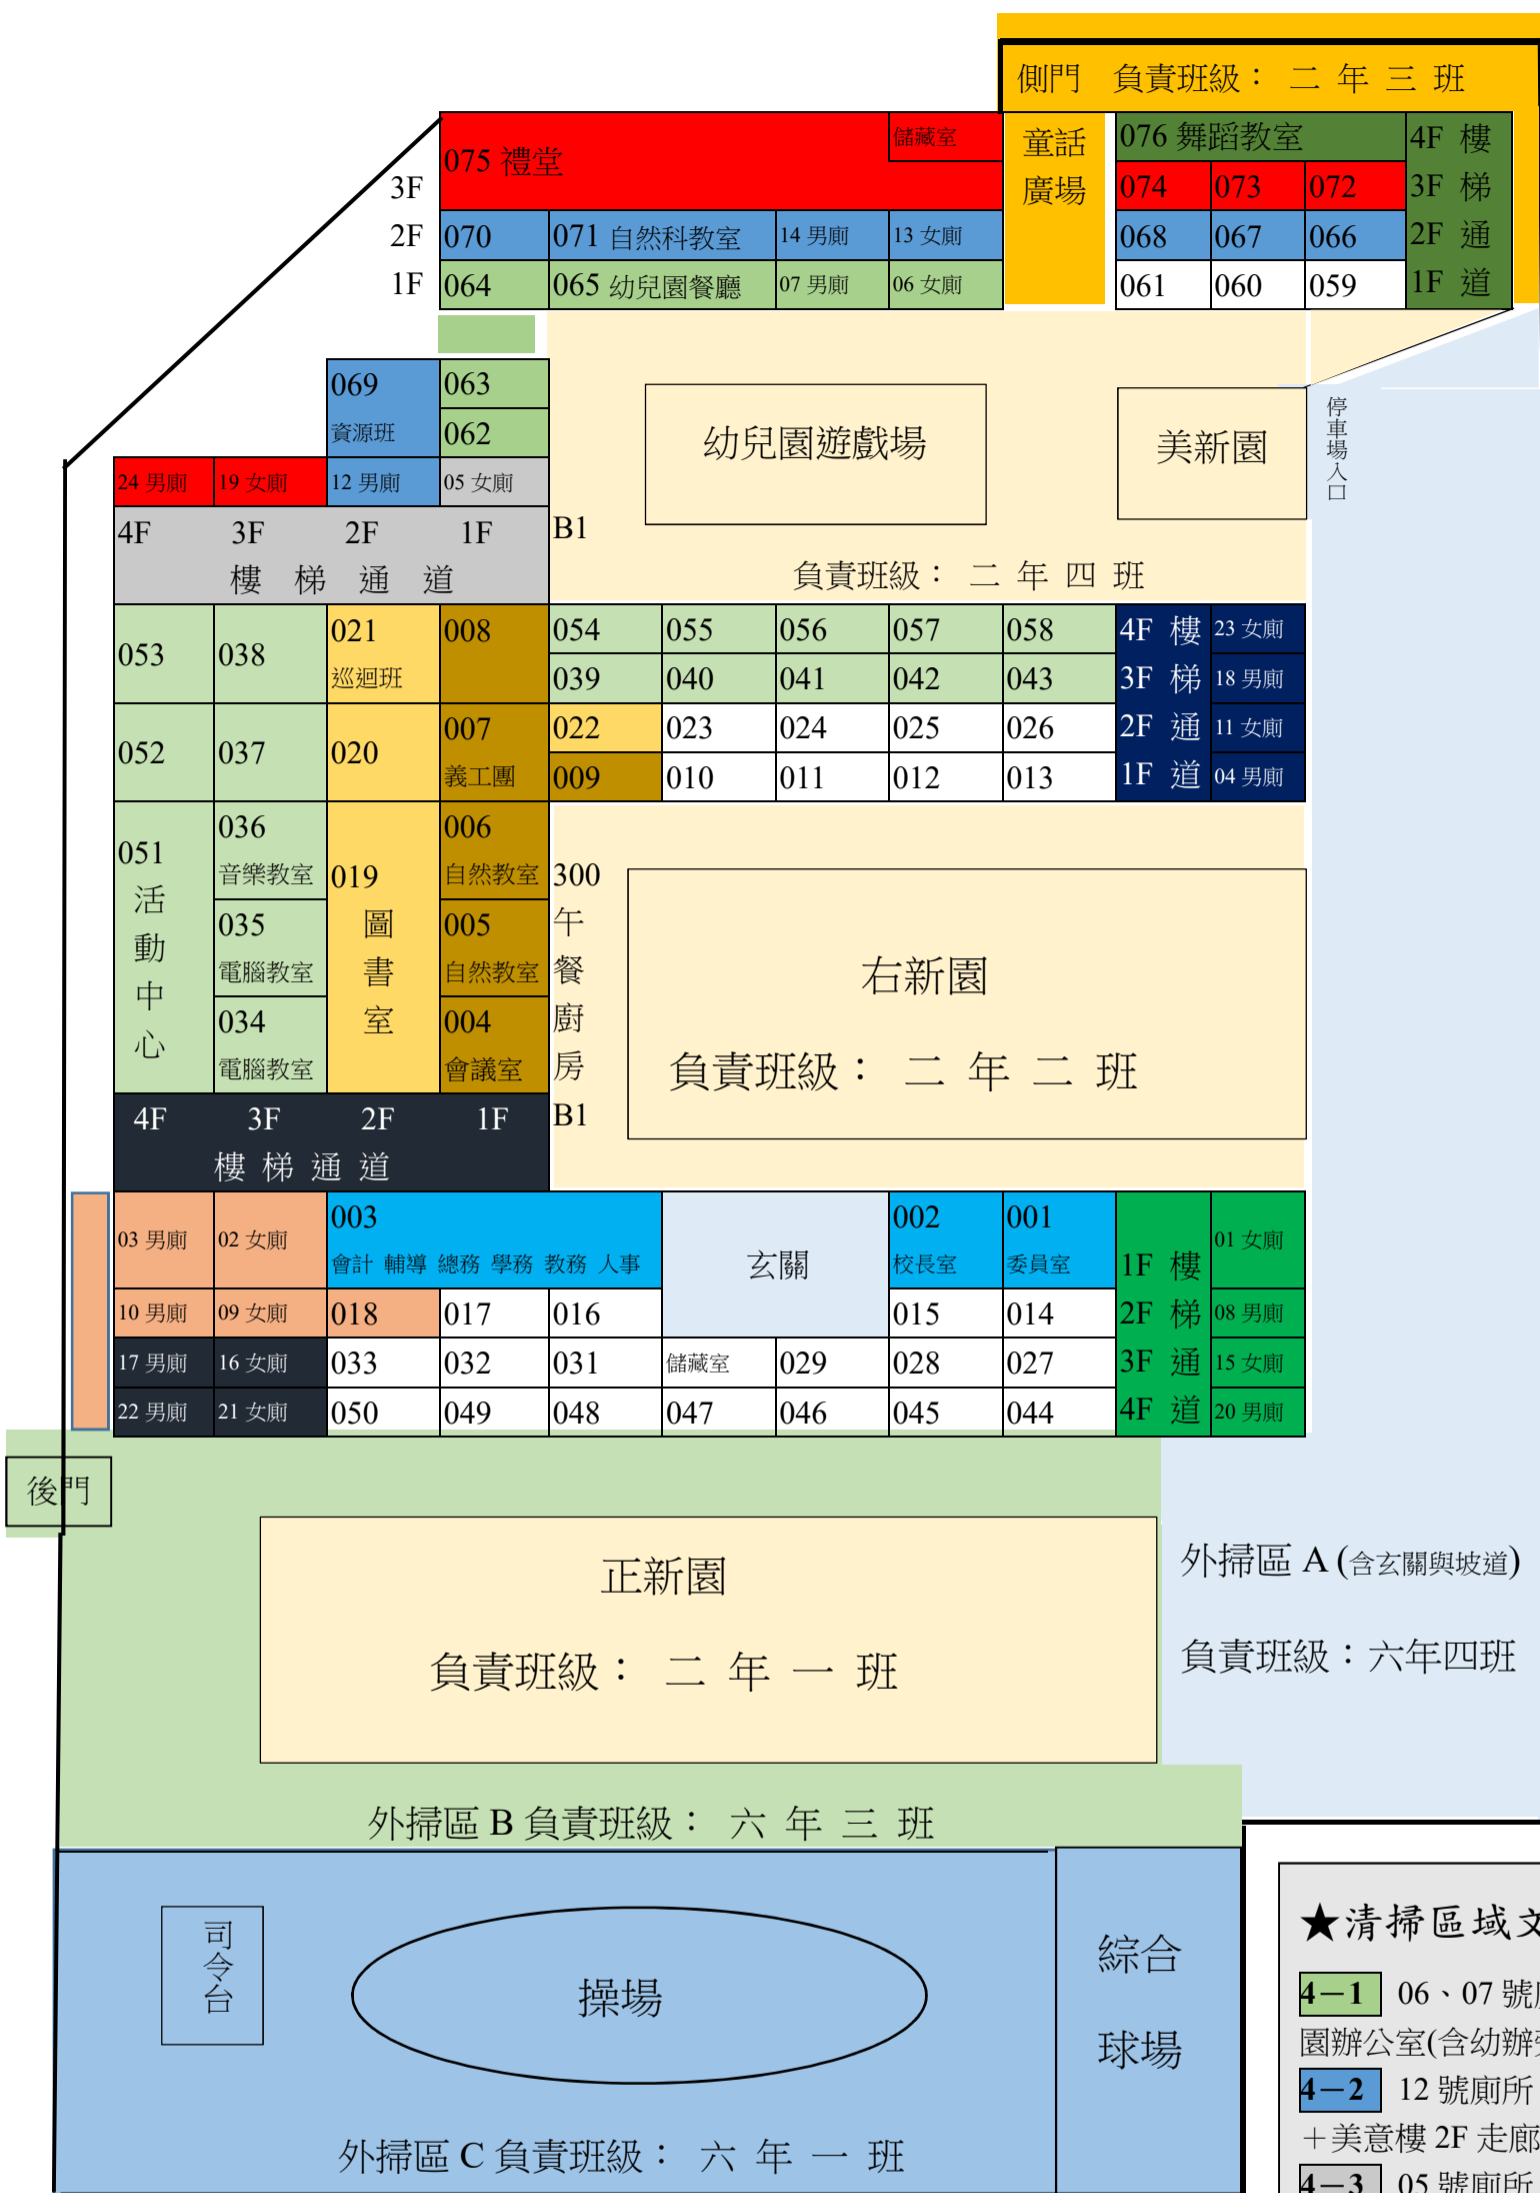 側門 負責班級： 二 年 三 班
075 禮堂
儲藏室
童話
廣場
076 舞蹈教室
4F 樓
3F
074 073 072
3F 梯
2F
070
071 自然科教室
14 男廁
13 女廁
068 067 066
2F 通
1F
064
065 幼兒園餐廳
07 男廁
06 女廁
061 060 059
1F 道
069
資源班
063
062
幼兒園遊戲場
美新園
停車場入口
24 男廁
19 女廁
12 男廁
05 女廁
4F 3F 2F 1F
樓 梯 通 道
B1
負責班級： 二 年 四 班
053
038
021
巡迴班
008
054 055 056 057 058
4F 樓
23 女廁
039 040 041 042 043
3F 梯
18 男廁
052
037
020
007
義工團
022 023 024 025 026
2F 通
11 女廁
009 010 011 012 013
1F 道
04 男廁
051
活動中心
036
音樂教室
035
電腦教室
034
電腦教室
019
圖書室
006
自然教室
005
自然教室
004
會議室
300
午餐廚房
B1
右新園
負責班級： 二 年 二 班
4F 3F 2F 1F
樓 梯 通 道
03 男廁
02 女廁
003
會計 輔導 總務 學務 教務 人事
玄關
002
校長室
001
委員室
1F 樓
01 女廁
10 男廁
09 女廁
018 017 016
015 014
2F 梯
08 男廁
17 男廁
16 女廁
033 032 031
儲藏室
029 028 027
3F 通
15 女廁
22 男廁
21 女廁
050 049 048 047 046 045 044
4F 道
20 男廁
後門
正新園
負責班級： 二 年 一 班
外掃區 A (含玄關與坡道)
負責班級：六年四班
外掃區 B 負責班級： 六 年 三 班
司令台
操場
綜合
球場
外掃區 C 負責班級： 六 年 一 班
★清掃區域文
4－1 06、07 號
園辦公室(含幼辦
4－2 12 號廁所
＋美意樓 2F 走廊
4－3 05 號廁所